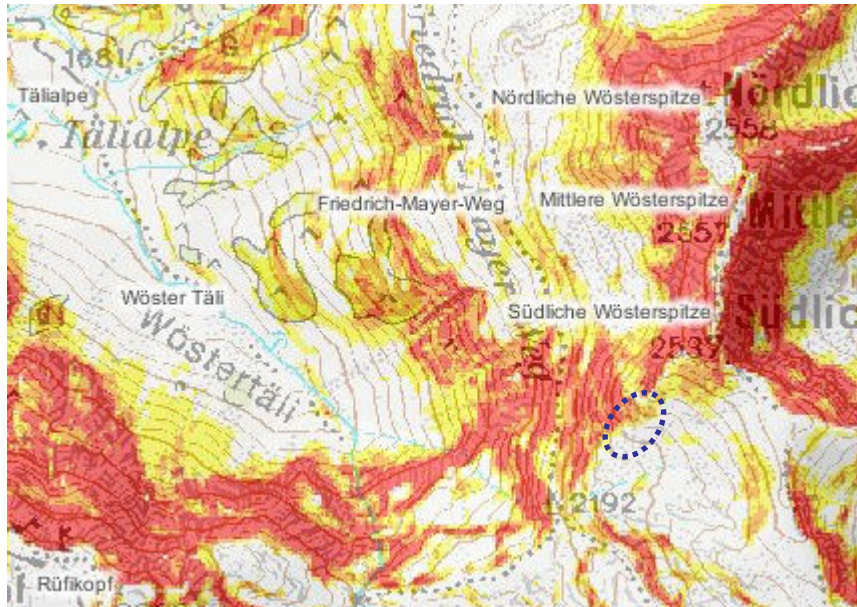 1681
Tälialpe
Tälialpe
Nördliche Wösterspitze
Nördlic
2558
Friedrich-Mayer-Weg
Mittlere Wösterspitze
Mittle
2557
Wöster Täli
Wöstertäli
Südliche Wösterspitze
Südlic
2537
2192
Rüfikopf